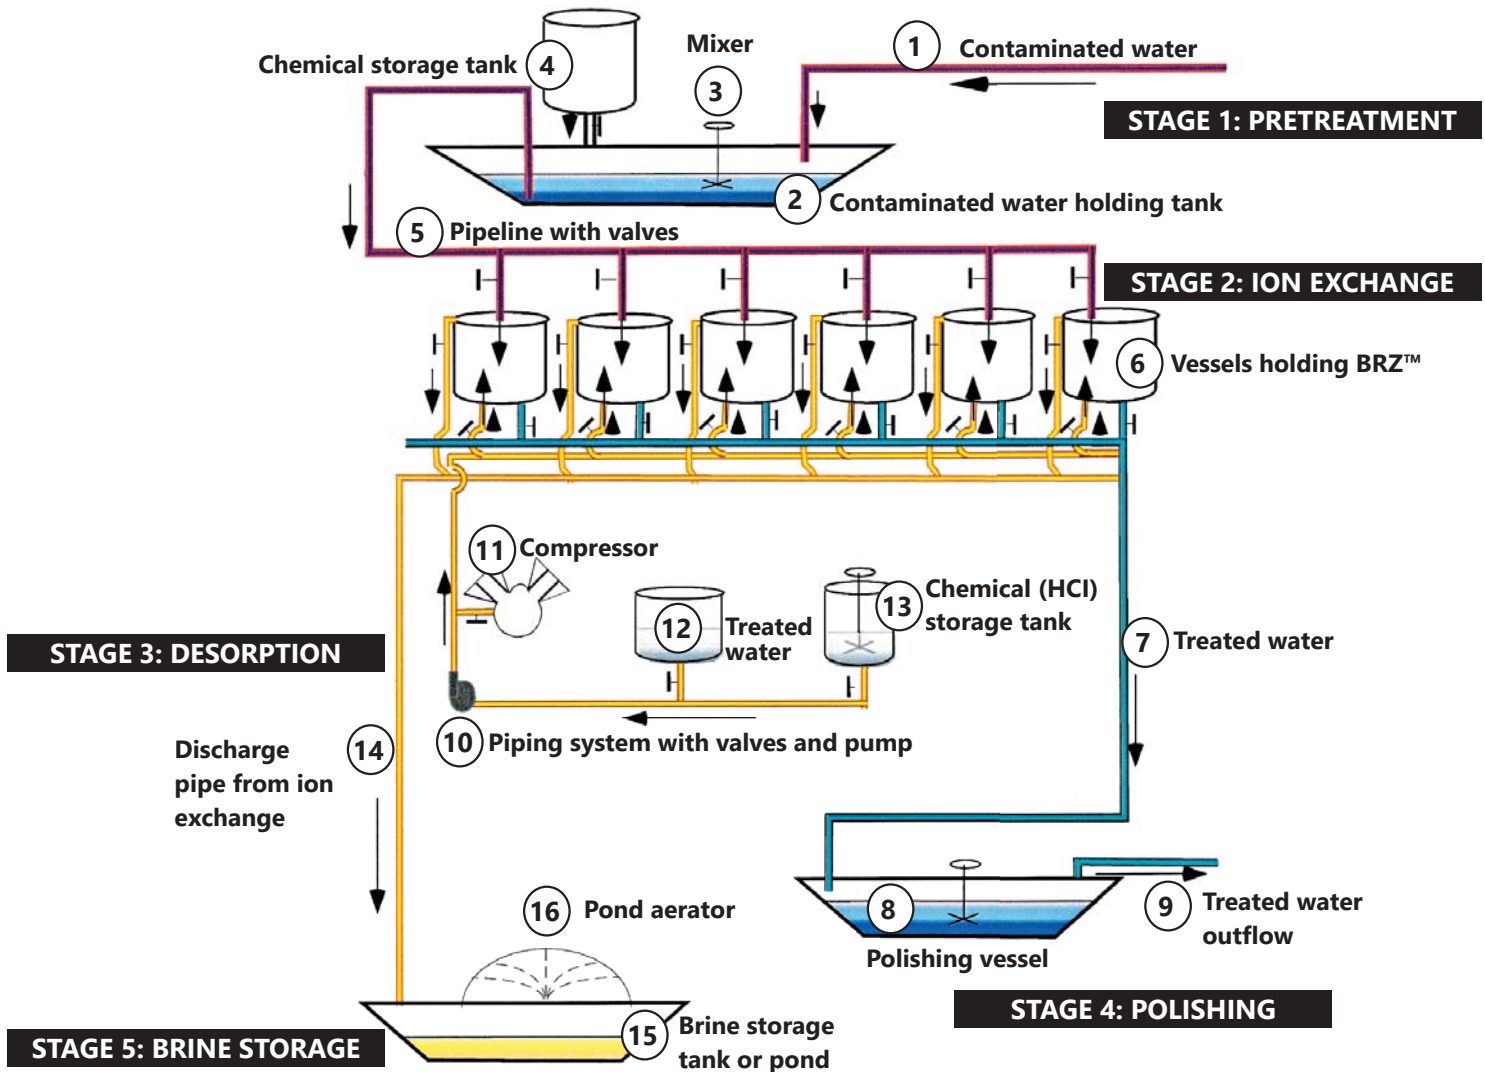 Mixer
3
1
Contaminated water
Chemical storage tank
4
STAGE 1: PRETREATMENT
2
Contaminated water holding tank
5
Pipeline with valves
STAGE 2: ION EXCHANGE
6
Vessels holding BRZ™
11
Compressor
12
Treated
water
13
Chemical (HCI)
storage tank
STAGE 3: DESORPTION
7
Treated water
10
Piping system with valves and pump
14
Discharge
pipe from ion
exchange
16
Pond aerator
8
Polishing vessel
9
Treated water
outflow
STAGE 4: POLISHING
15
Brine storage
tank or pond
STAGE 5: BRINE STORAGE